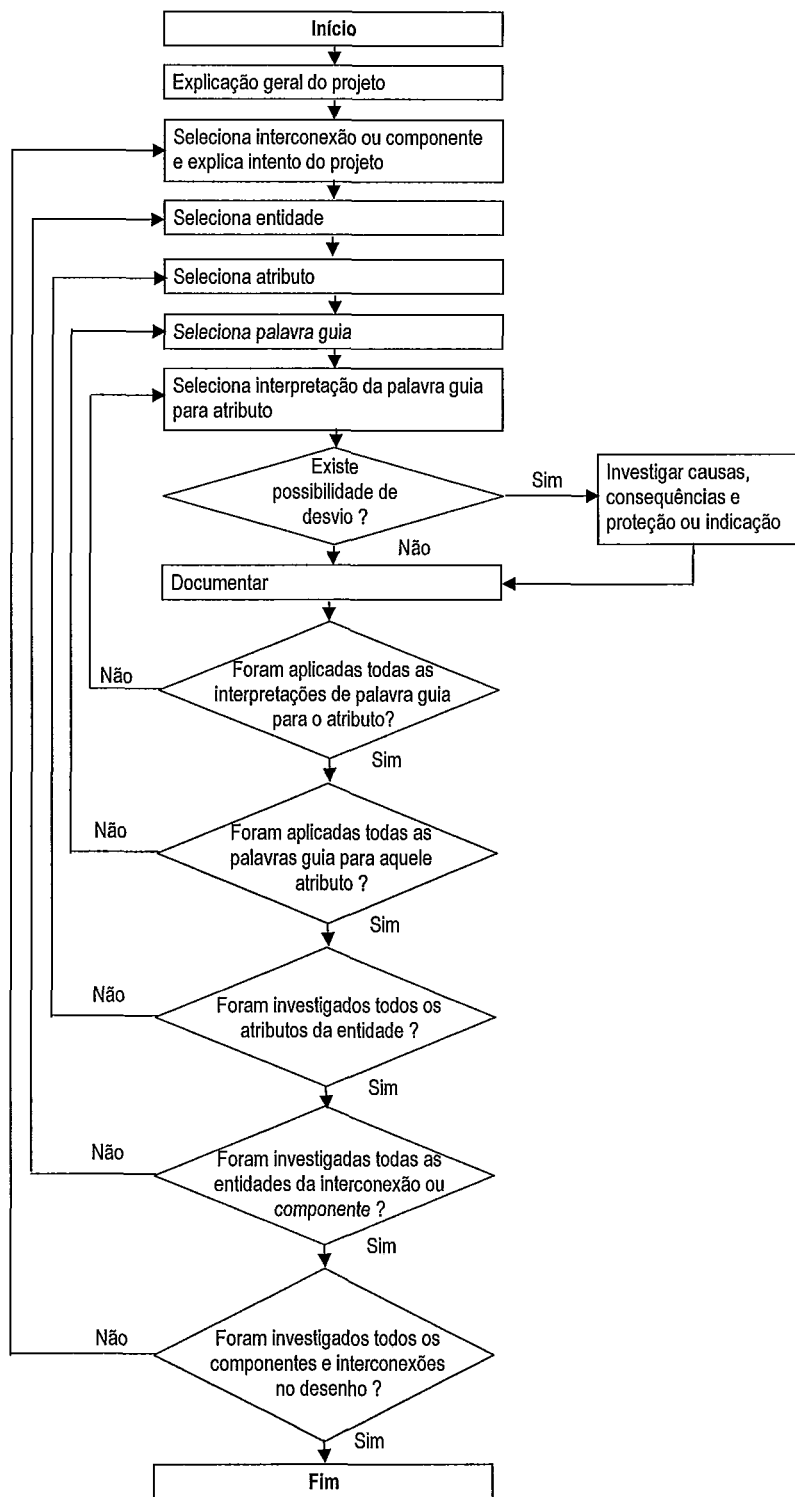 Início
Explicação geral do projeto
Seleciona interconexão ou componente
e explica intento do projeto
Seleciona entidade
Seleciona atributo
Seleciona palavra guia
Seleciona interpretação da palavra guia
para atributo
Existe
possibilidade de
desvio ?
Sim
Investigar causas,
consequências e
proteção ou indicação
Não
Documentar
Não
Foram aplicadas todas as
interpretações de palavra guia
para o atributo?
Sim
Não
Foram aplicadas todas as
palavras guia para aquele
atributo ?
Sim
Não
Foram investigados todos os
atributos da entidade ?
Sim
Não
Foram investigadas todas as
entidades da interconexão ou
componente ?
Sim
Não
Foram investigados todos os
componentes e interconexões
no desenho ?
Sim
Fim